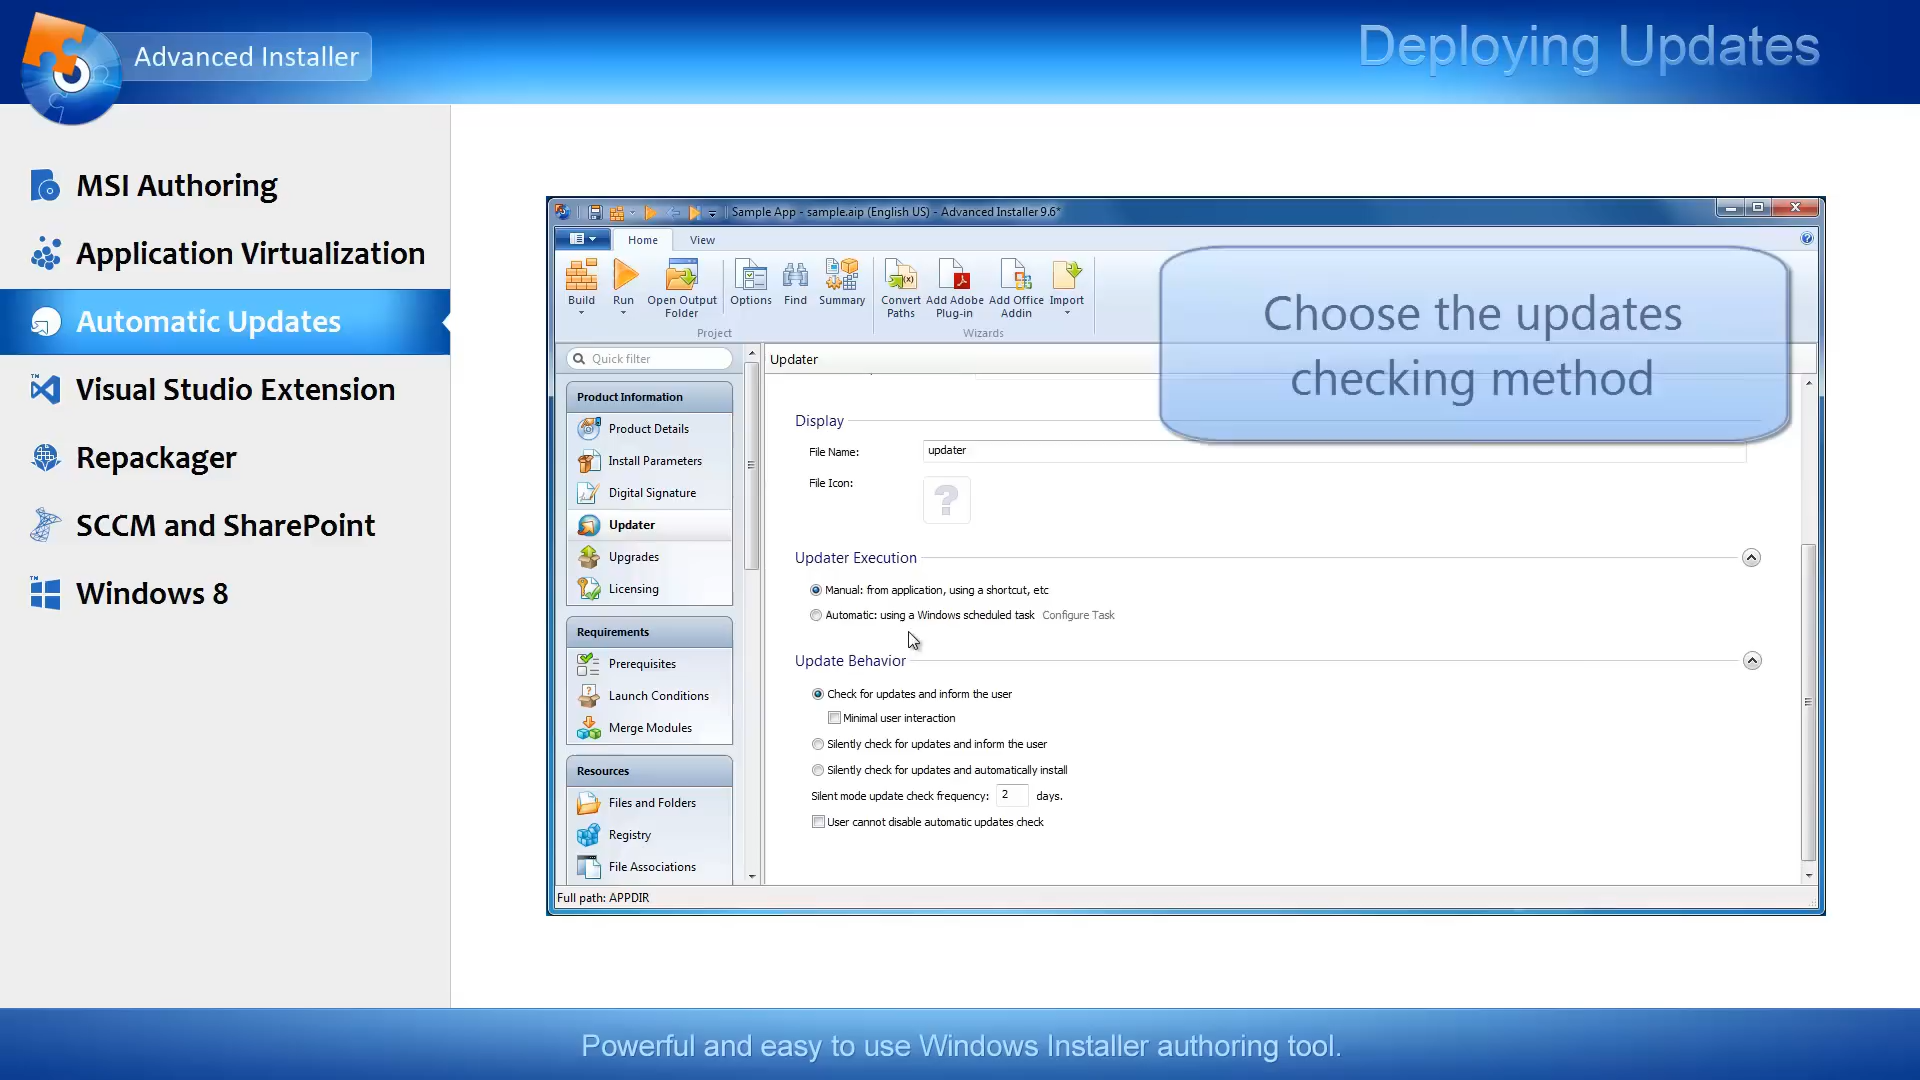 Advanced Installer
Deploying Updates
MSI Authoring
Application Virtualization
Automatic Updates
Visual Studio Extension
Repackager
SCCM and SharePoint
Windows 8
Sample App - sample.aip (English US) - Advanced Installer 9.6*
Home View
Build
Run
Open Output
Folder
Options
Find
Summary
Convert
Paths
Add Adobe
Plug-in
Add Office
Addin
Import
Project
Wizards
Choose the updates
checking method
Quick filter
Product Information
Product Details
Install Parameters
Digital Signature
Updater
Upgrades
Licensing
Requirements
Prerequisites
Launch Conditions
Merge Modules
Resources
Files and Folders
Registry
File Associations
Updater
Display
File Name: updater
File Icon:
?
Updater Execution
Manual: from application, using a shortcut, etc
Automatic: using a Windows scheduled task Configure Task
Update Behavior
Check for updates and inform the user
Minimal user interaction
Silently check for updates and inform the user
Silently check for updates and automatically install
Silent mode update check frequency: 2 days.
User cannot disable automatic updates check
Full path: APPDIR
Powerful and easy to use Windows Installer authoring tool.